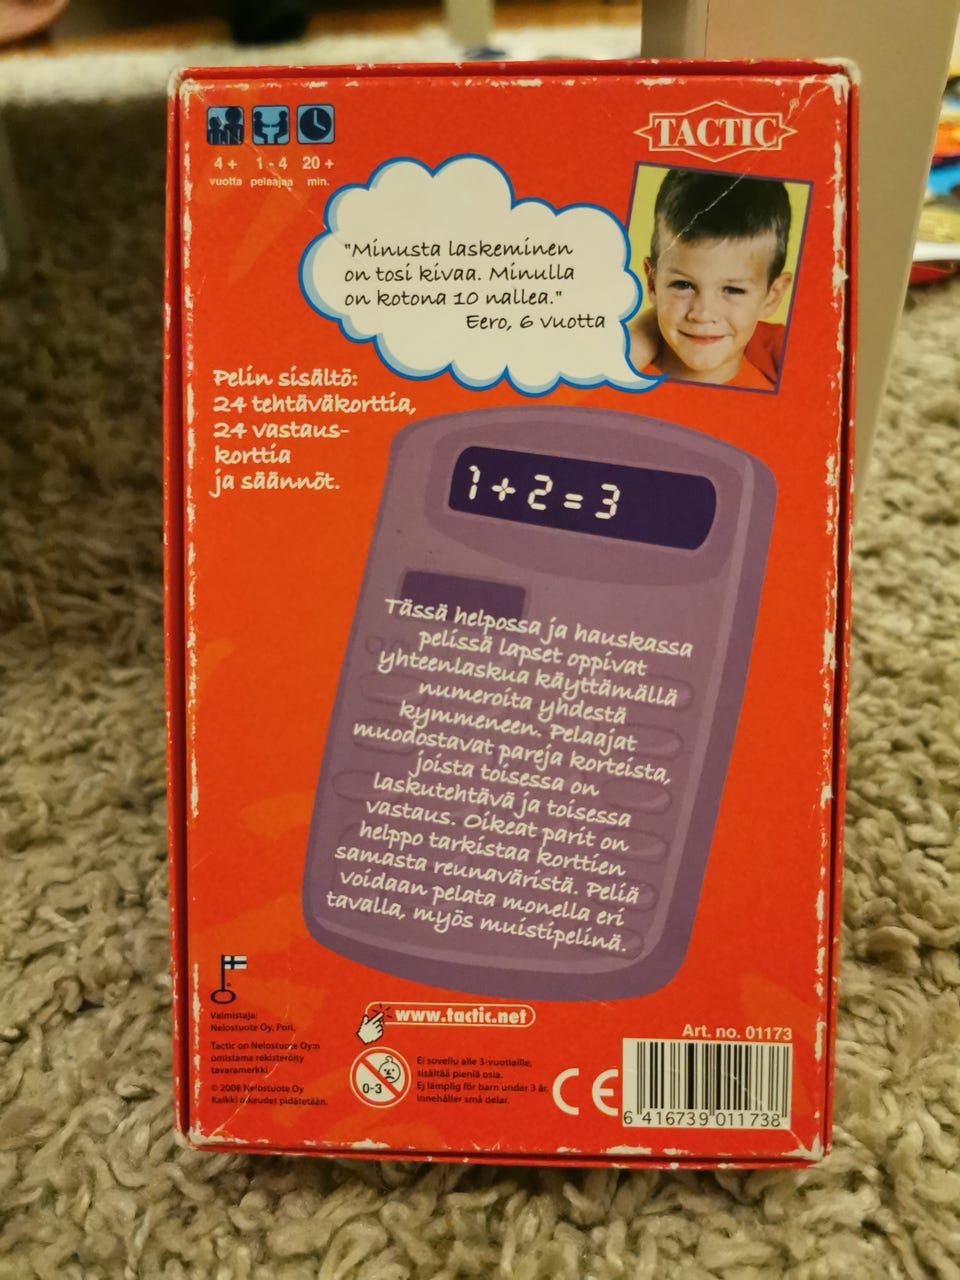 TACTIC
4 + 1 - 4 20 +
vuotta pelaajaa min.
"Minusta laskeminen
on tosi kivaa. Minulla
on kotona 10 nallea."
Eero, 6 vuotta
Pelin sisältö:
24 tehtäväkorttia,
24 vastaus-
korttia
ja säännöt.
1+2=3
Tässä helpossa ja hauskassa
pelissä lapset oppivat
yhteenlaskua käyttämällä
numeroita yhdestä
kymmeneen. Pelaajat
muodostavat pareja korteista,
joista toisessa on
laskutehtävä ja toisessa
vastaus. Oikeat parit on
helppo tarkistaa korttien
samasta reunaväristä. Peliä
voidaan pelata monella eri
tavalla, myös muistipelinä.
Valmistaja:
Nelostuote Oy, Pori.
Tactic on Nelostuote Oy:n
omistama rekisteröity
tavaramerkki.
© 2008 Nelostuote Oy
Kaikki oikeudet pidätetään.
www.tactic.net
0-3
Ei sovellu alle 3-vuotiaille,
sisältää pieniä osia.
Ej lämplig för barn under 3 år,
innehåller små delar.
CE
Art. no. 01173
6 416739 011738